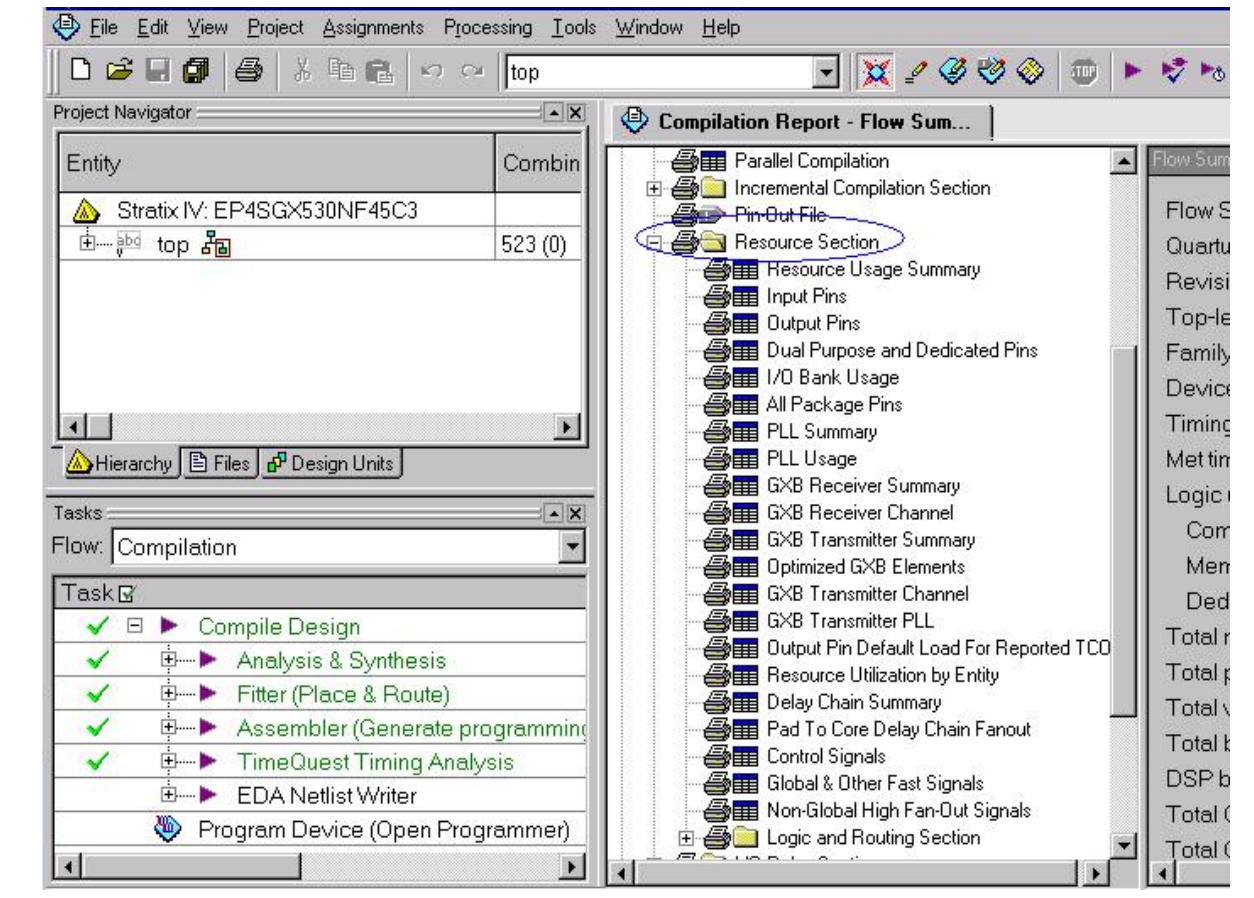 File Edit View Project Assignments Processing Tools Window Help
top
STOP
Project Navigator
Entity Combin
Stratix IV: EP4SGX530NF45C3
abc top 523 (0)
Hierarchy Files Design Units
Tasks
Flow: Compilation
Task
Compile Design
Analysis & Synthesis
Fitter (Place & Route)
Assembler (Generate programming
TimeQuest Timing Analysis
EDA Netlist Writer
Program Device (Open Programmer)
Compilation Report - Flow Sum...
Parallel Compilation
Incremental Compilation Section
Pin-Out File
Resource Section
Resource Usage Summary
Input Pins
Output Pins
Dual Purpose and Dedicated Pins
I/O Bank Usage
All Package Pins
PLL Summary
PLL Usage
GXB Receiver Summary
GXB Receiver Channel
GXB Transmitter Summary
Optimized GXB Elements
GXB Transmitter Channel
GXB Transmitter PLL
Output Pin Default Load For Reported TCO
Resource Utilization by Entity
Delay Chain Summary
Pad To Core Delay Chain Fanout
Control Signals
Global & Other Fast Signals
Non-Global High Fan-Out Signals
Logic and Routing Section
Flow Sum
Flow S
Quartu
Revisi
Top-le
Family
Device
Timing
Met tim
Logic u
Com
Mem
Ded
Total r
Total p
Total v
Total b
DSP b
Total G
Total G